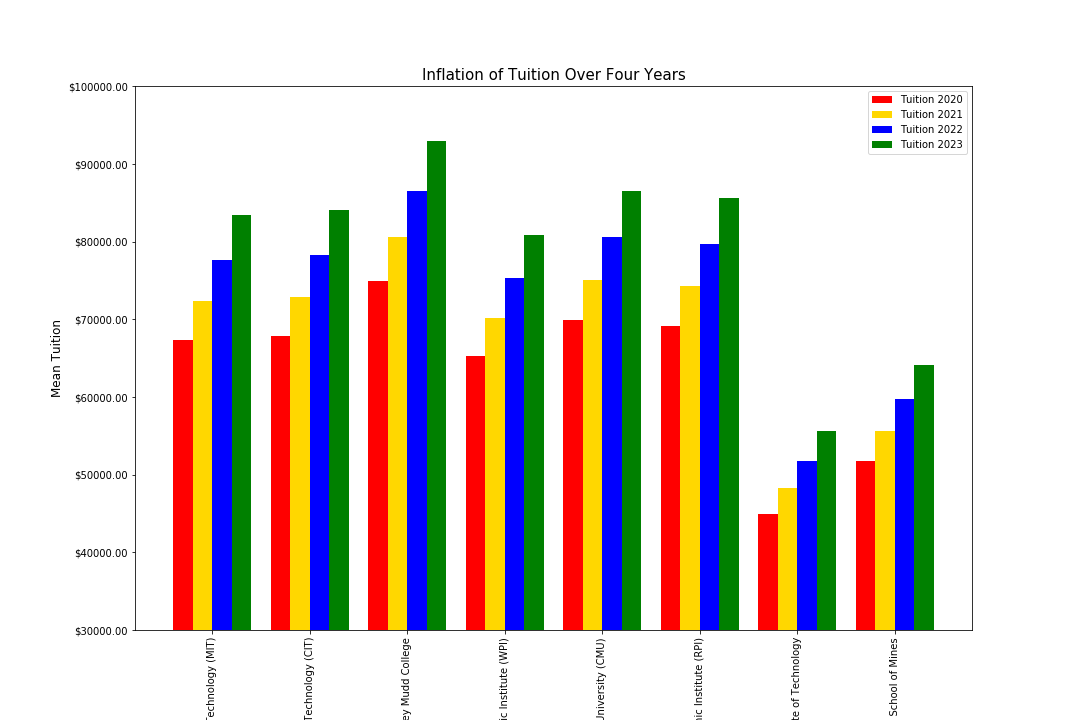 Inflation of Tuition Over Four Years
$100000.00
$90000.00
$80000.00
$70000.00
$60000.00
$50000.00
$40000.00
$30000.00
Mean Tuition
Tuition 2020
Tuition 2021
Tuition 2022
Tuition 2023
Technology (MIT)
Technology (CIT)
ey Mudd College
ic Institute (WPI)
University (CMU)
nic Institute (RPI)
te of Technology
School of Mines